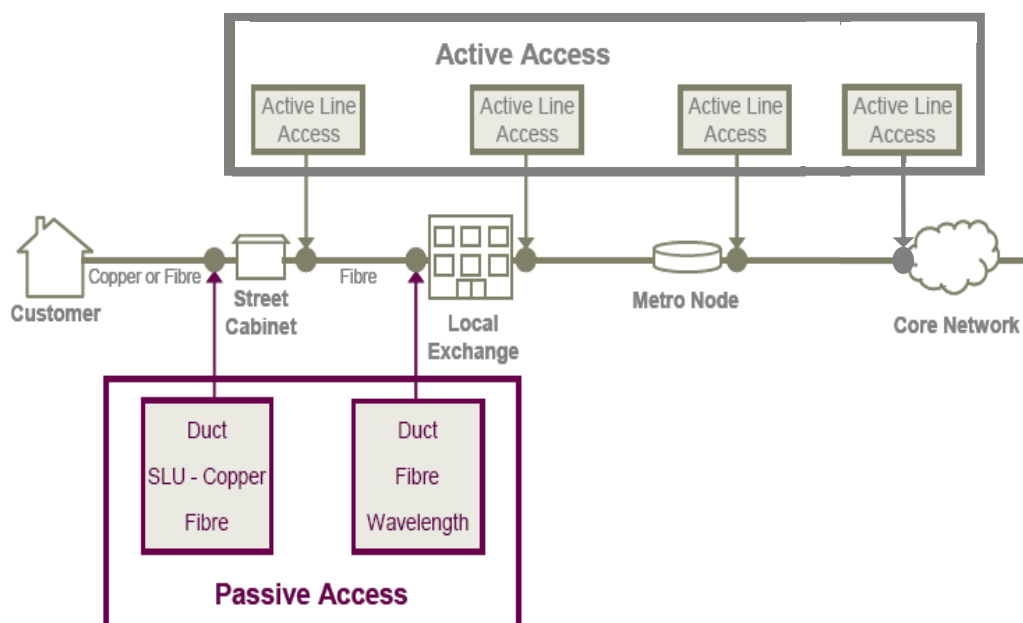 Active Access
Active Line
Access
Active Line
Access
Active Line
Access
Active Line
Access
Copper or Fibre
Fibre
Customer
Street
Cabinet
Local
Exchange
Metro Node
Core Network
Duct
SLU - Copper
Fibre
Duct
Fibre
Wavelength
Passive Access